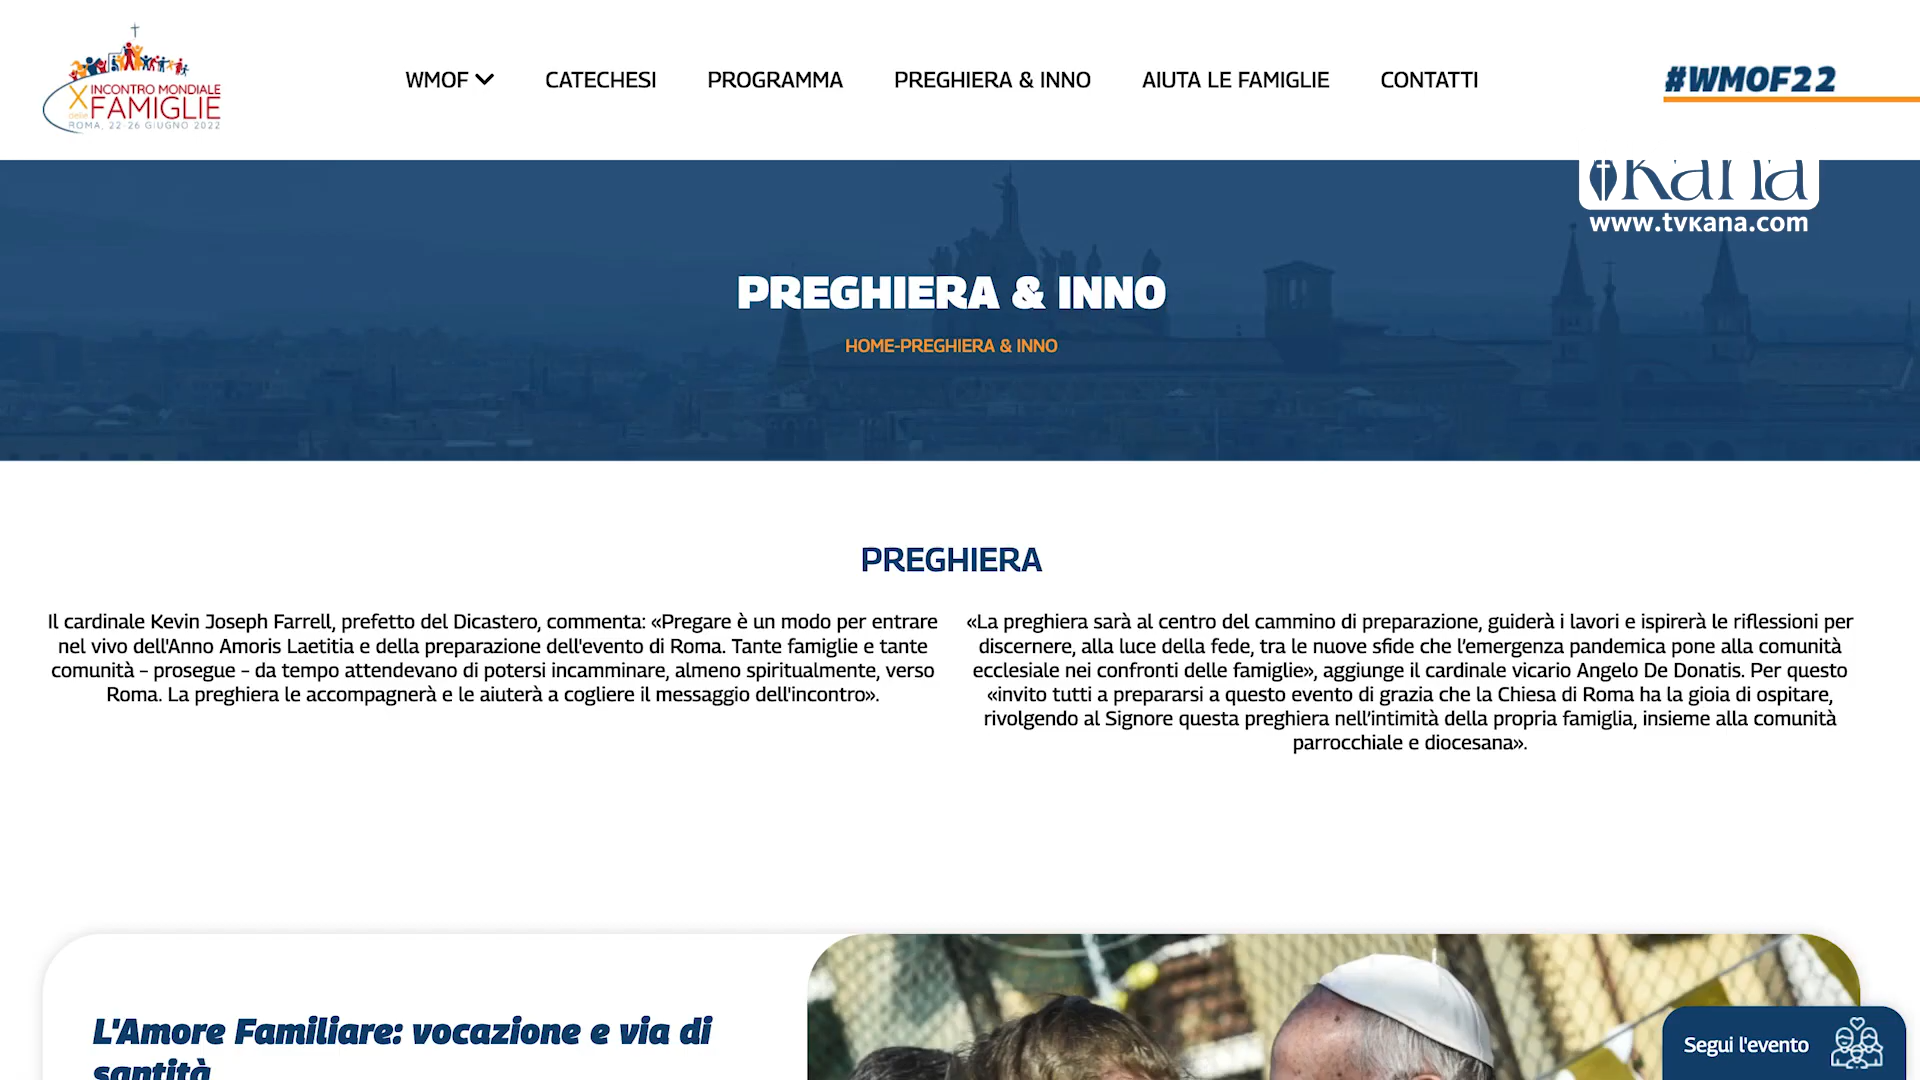 X INCONTRO MONDIALE
delle FAMIGLIE
ROMA, 22-26 GIUGNO 2022
WMOF
CATECHESI
PROGRAMMA
PREGHIERA & INNO
AIUTA LE FAMIGLIE
CONTATTI
#WMOF22
kana
www.tvkana.com
PREGHIERA & INNO
HOME-PREGHIERA & INNO
PREGHIERA
Il cardinale Kevin Joseph Farrell, prefetto del Dicastero, commenta: «Pregare è un modo per entrare
nel vivo dell'Anno Amoris Laetitia e della preparazione dell'evento di Roma. Tante famiglie e tante
comunità – prosegue – da tempo attendevano di potersi incamminare, almeno spiritualmente, verso
Roma. La preghiera le accompagnerà e le aiuterà a cogliere il messaggio dell'incontro».
«La preghiera sarà al centro del cammino di preparazione, guiderà i lavori e ispirerà le riflessioni per
discernere, alla luce della fede, tra le nuove sfide che l’emergenza pandemica pone alla comunità
ecclesiale nei confronti delle famiglie», aggiunge il cardinale vicario Angelo De Donatis. Per questo
«invito tutti a prepararsi a questo evento di grazia che la Chiesa di Roma ha la gioia di ospitare,
rivolgendo al Signore questa preghiera nell’intimità della propria famiglia, insieme alla comunità
parrocchiale e diocesana».
L'Amore Familiare: vocazione e via di
santità
Segui l'evento